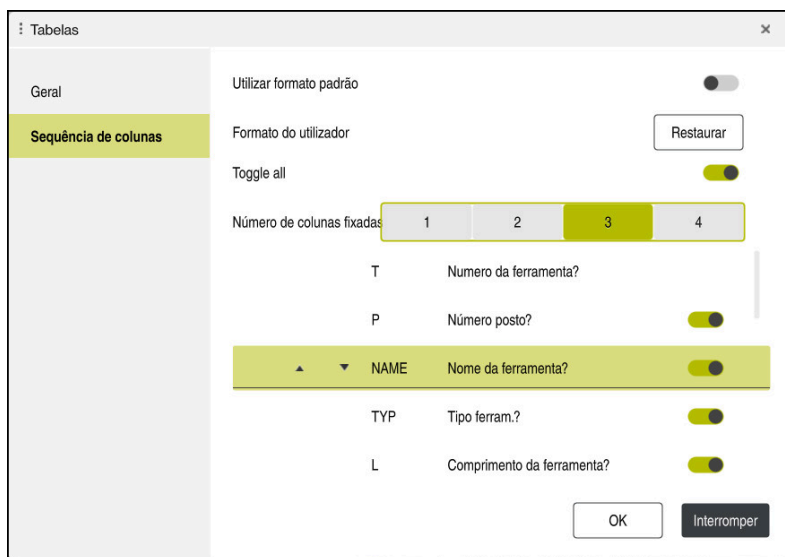 Tabelas
Geral
Sequência de colunas
Utilizar formato padrão
Formato do utilizador Restaurar
Toggle all
Número de colunas fixadas 1 2 3 4
T Numero da ferramenta?
P Número posto?
NAME Nome da ferramenta?
TYP Tipo ferram.?
L Comprimento da ferramenta?
OK Interromper